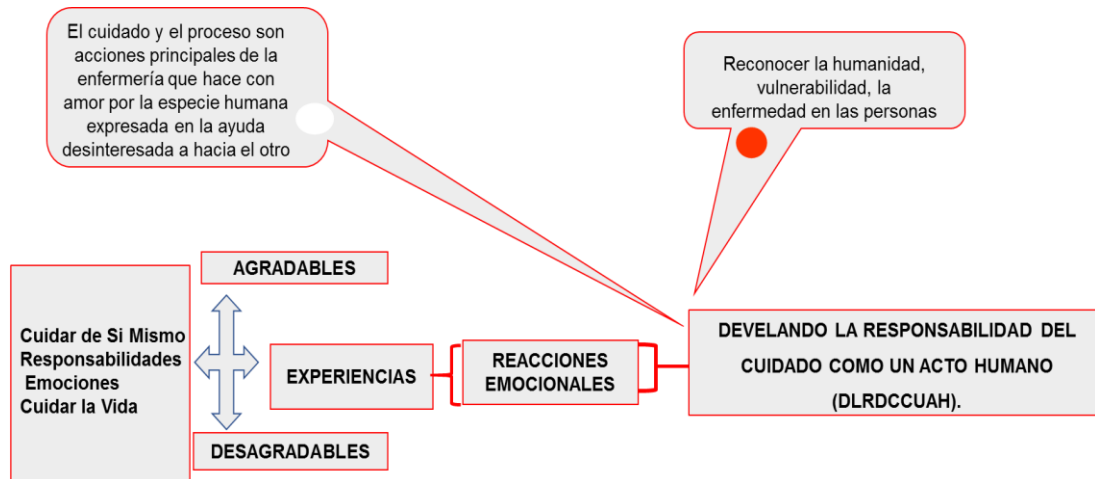 El cuidado y el proceso son
acciones principales de la
enfermería que hace con
amor por la especie humana
expresada en la ayuda
desinteresada a hacia el otro
Reconocer la humanidad,
vulnerabilidad, la
enfermedad en las personas
AGRADABLES
Cuidar de Si Mismo
Responsabilidades
Emociones
Cuidar la Vida
EXPERIENCIAS
REACCIONES
EMOCIONALES
DEVELANDO LA RESPONSABILIDAD DEL
CUIDADO COMO UN ACTO HUMANO
(DLRDCCUAH).
DESAGRADABLES